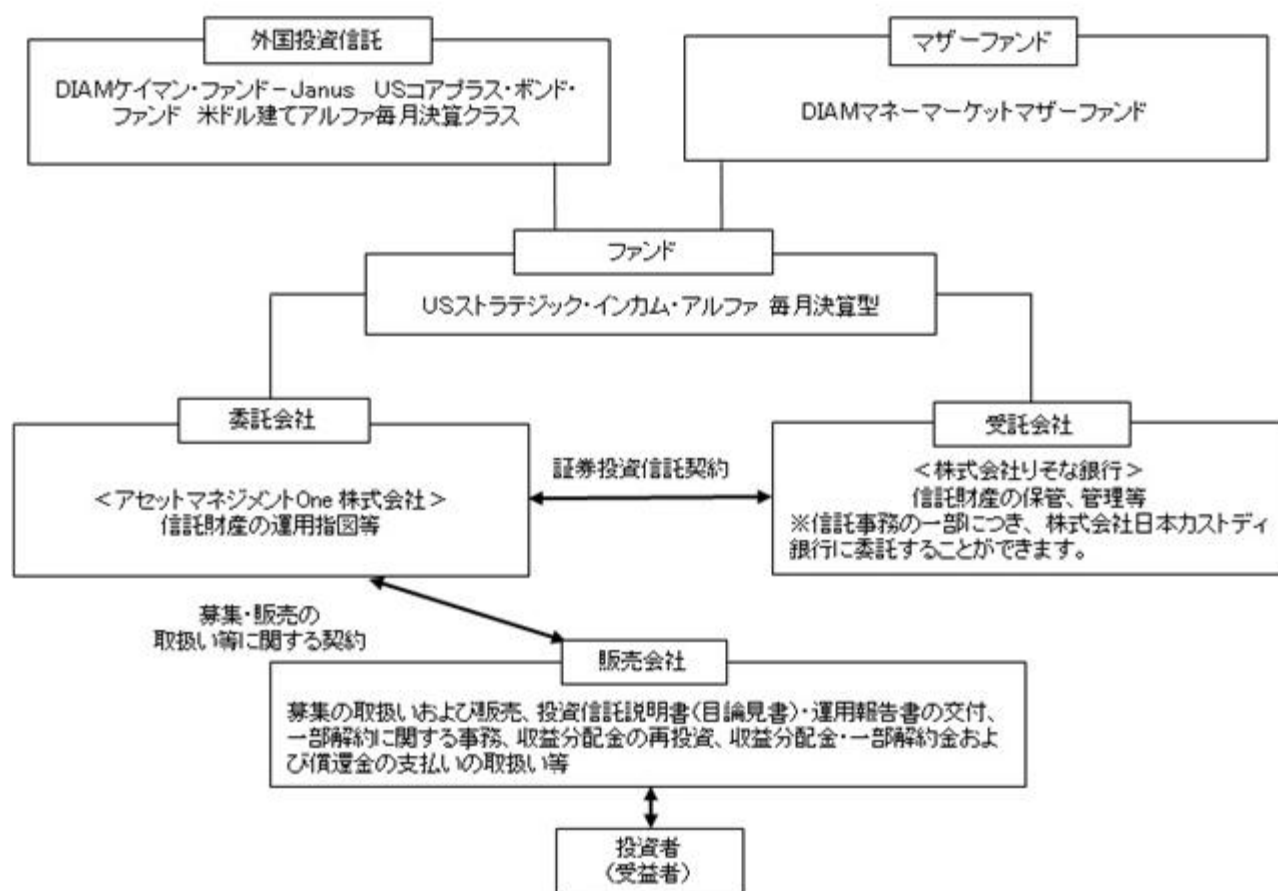 外国投資信託
DIAMケイマン・ファンド－Janus　USコアプラス・ボンド・
ファンド　米ドル建てアルファ毎月決算クラス
マザーファンド
DIAMマネーマーケットマザーファンド
ファンド
USストラテジック・インカム・アルファ 毎月決算型
委託会社
＜アセットマネジメントOne 株式会社＞
信託財産の運用指図等
証券投資信託契約
受託会社
＜株式会社りそな銀行＞
信託財産の保管、管理等
※信託事務の一部につき、株式会社日本カストディ
銀行に委託することができます。
募集・販売の
取扱い等に関する契約
販売会社
募集の取扱いおよび販売、投資信託説明書(目論見書)・運用報告書の交付、
一部解約に関する事務、収益分配金の再投資、収益分配金・一部解約金およ
び償還金の支払いの取扱い等
投資者
(受益者)